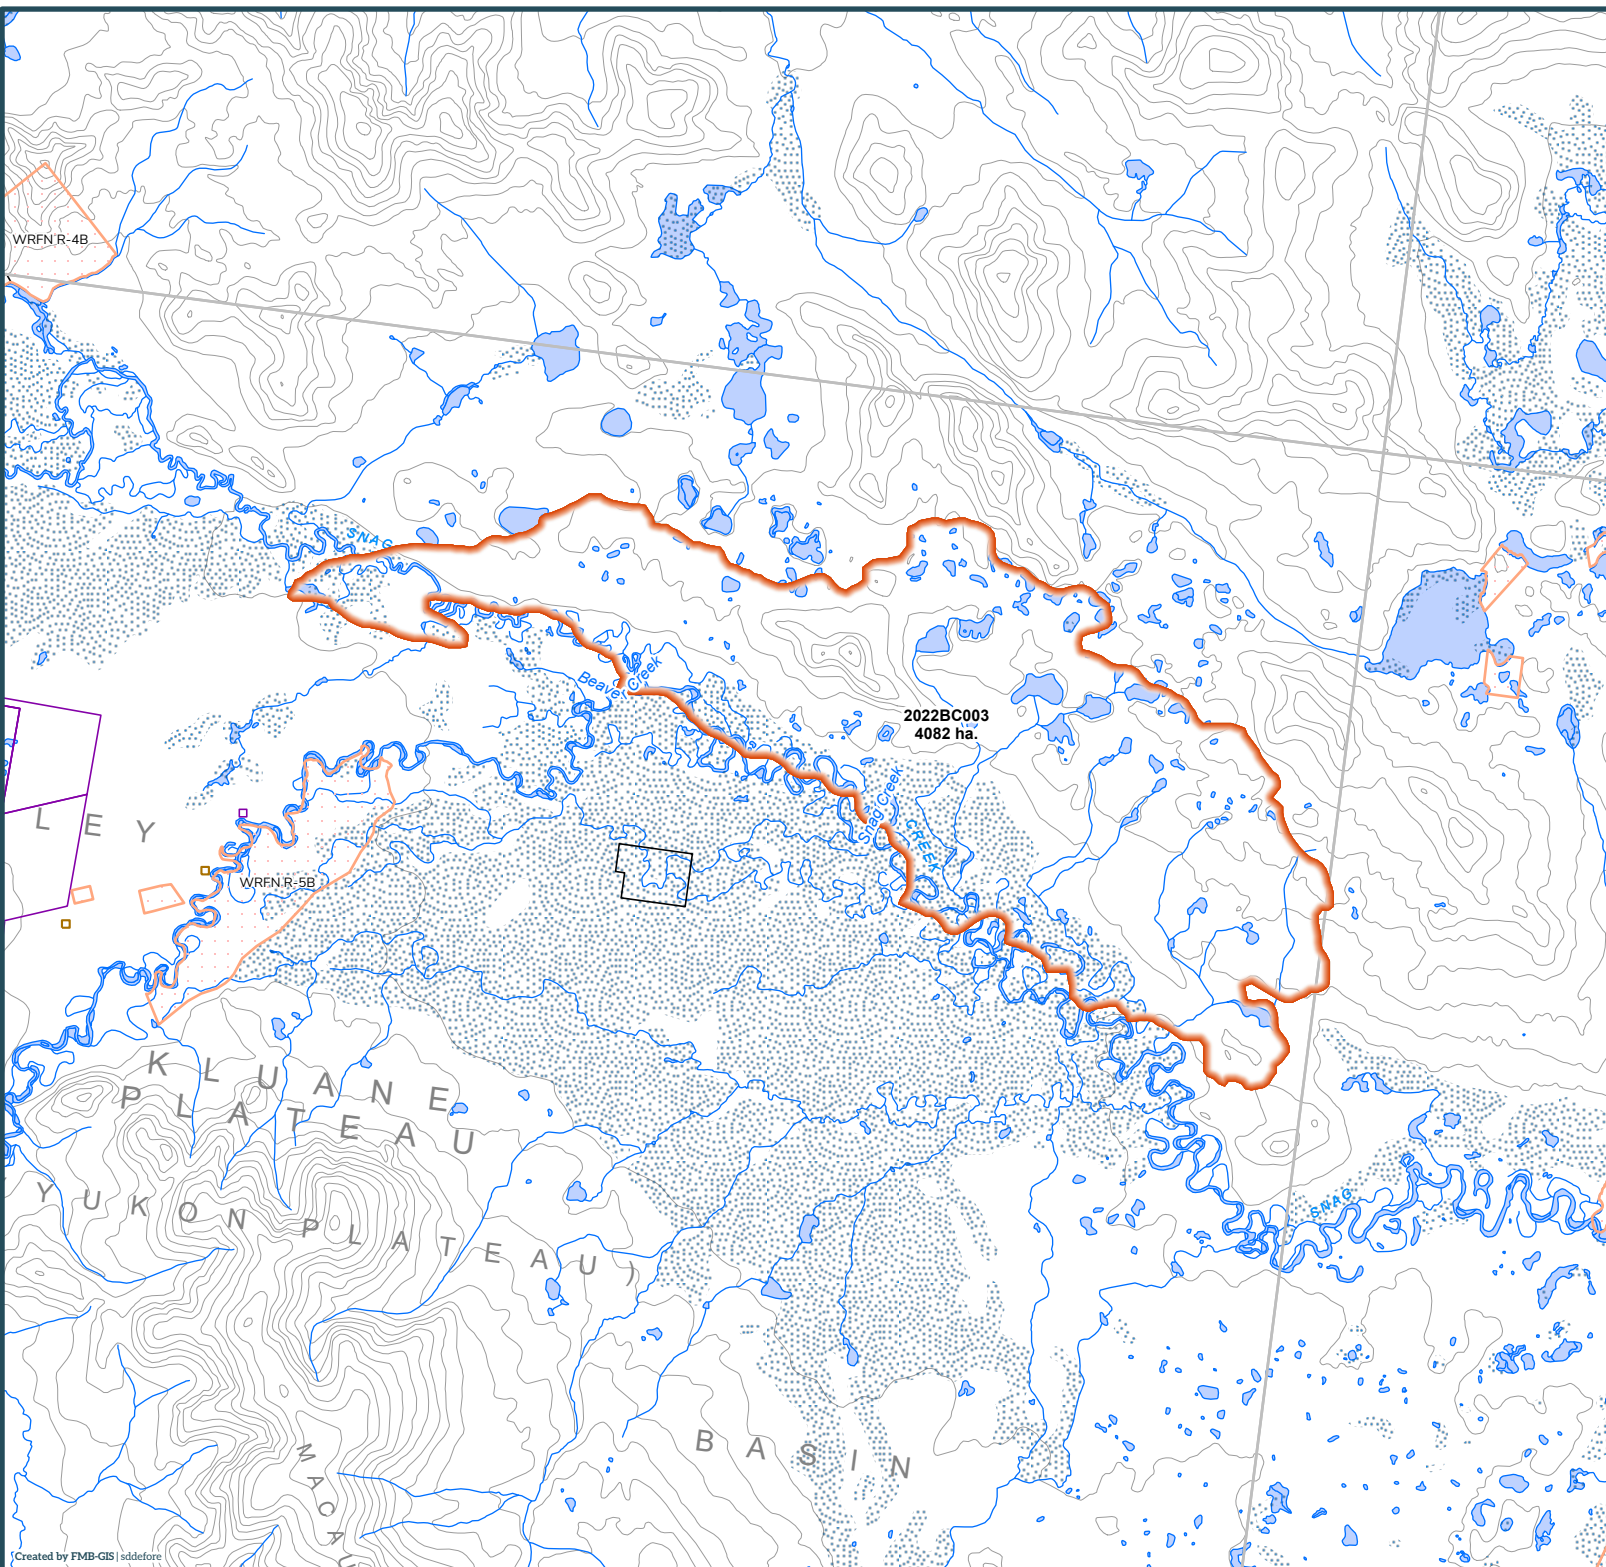 WRFN R-4B
SNAG
Beaver Creek
2022BC003
4082 ha.
Snag Creek
CREEK
L E Y
WRFN R-5B
K L U A N E
P L A T E A U
Y U K O N P L A T E A U )
SNAG
B A S I N
M A C A U
Created by FMB-GIS | sddefore